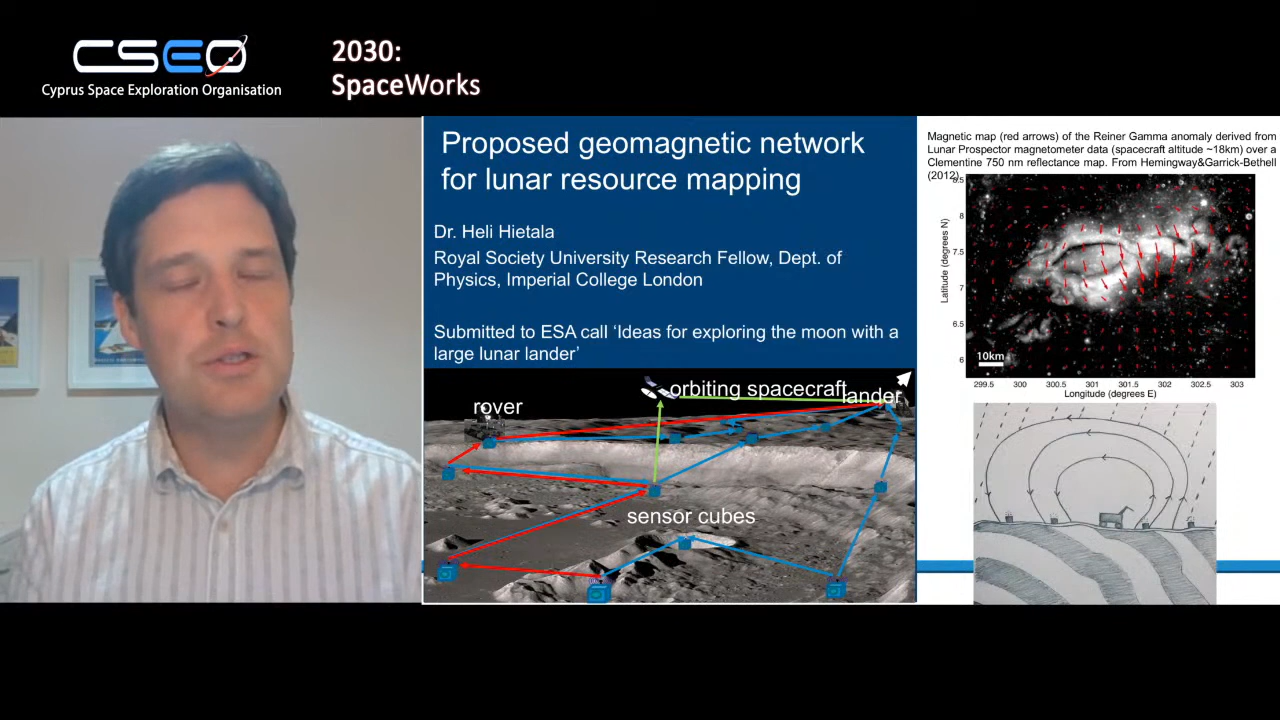 CSEO
Cyprus Space Exploration Organisation
2030:
SpaceWorks
Proposed geomagnetic network
for lunar resource mapping
Dr. Heli Hietala
Royal Society University Research Fellow, Dept. of
Physics, Imperial College London
Submitted to ESA call ‘Ideas for exploring the moon with a
large lunar lander’
orbiting spacecraft
lander
rover
sensor cubes
Magnetic map (red arrows) of the Reiner Gamma anomaly derived from
Lunar Prospector magnetometer data (spacecraft altitude ~18km) over a
Clementine 750 nm reflectance map. From Hemingway&Garrick-Bethell
(2012)
8.5
8
7.5
7
6.5
6
Latitude (degrees N)
10km
299.5 300 300.5 301 301.5 302 302.5 303
Longitude (degrees E)